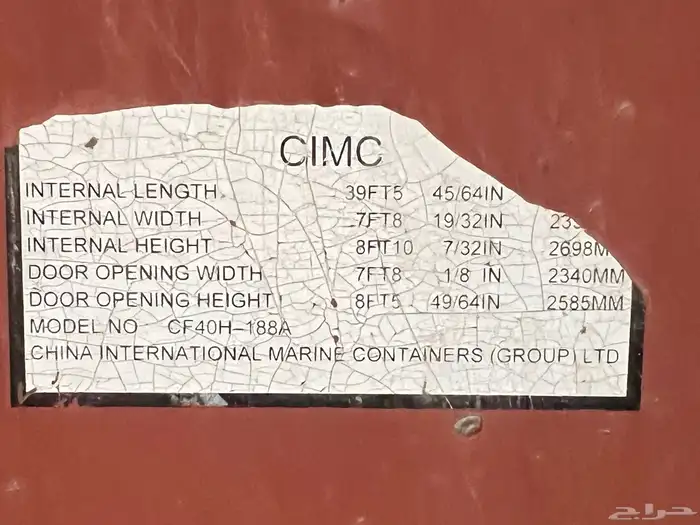 CIMC
INTERNAL LENGTH 39FT5 45/64IN
INTERNAL WIDTH 7FT8 19/32IN
INTERNAL HEIGHT 8FT10 7/32IN 2698M
DOOR OPENING WIDTH 7FT8 1/8 IN 2340MM
DOOR OPENING HEIGHT 8FT5 49/64IN 2585MM
MODEL NO CF40H-188A
CHINA INTERNATIONAL MARINE CONTAINERS (GROUP) LTD
حراج